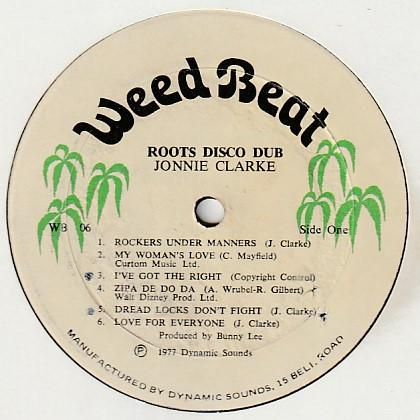 Weed Beat
ROOTS DISCO DUB
JONNIE CLARKE
WB 06
Side One
1. ROCKERS UNDER MANNERS (J. Clarke)
2. MY WOMAN'S LOVE (C. Mayfield)
Curtom Music Ltd.
3. I'VE GOT THE RIGHT (Copyright Control)
4. ZIPA DE DO DA (A. Wrubel-R. Gilbert)
Walt Dizney Prod. Ltd.
5. DREAD LOCKS DON'T FIGHT (J. Clarke)
6. LOVE FOR EVERYONE (J. Clarke)
Produced by Bunny Lee
℗ 1977 Dynamic Sounds
MANUFACTURED BY DYNAMIC SOUNDS, 15 BELL ROAD